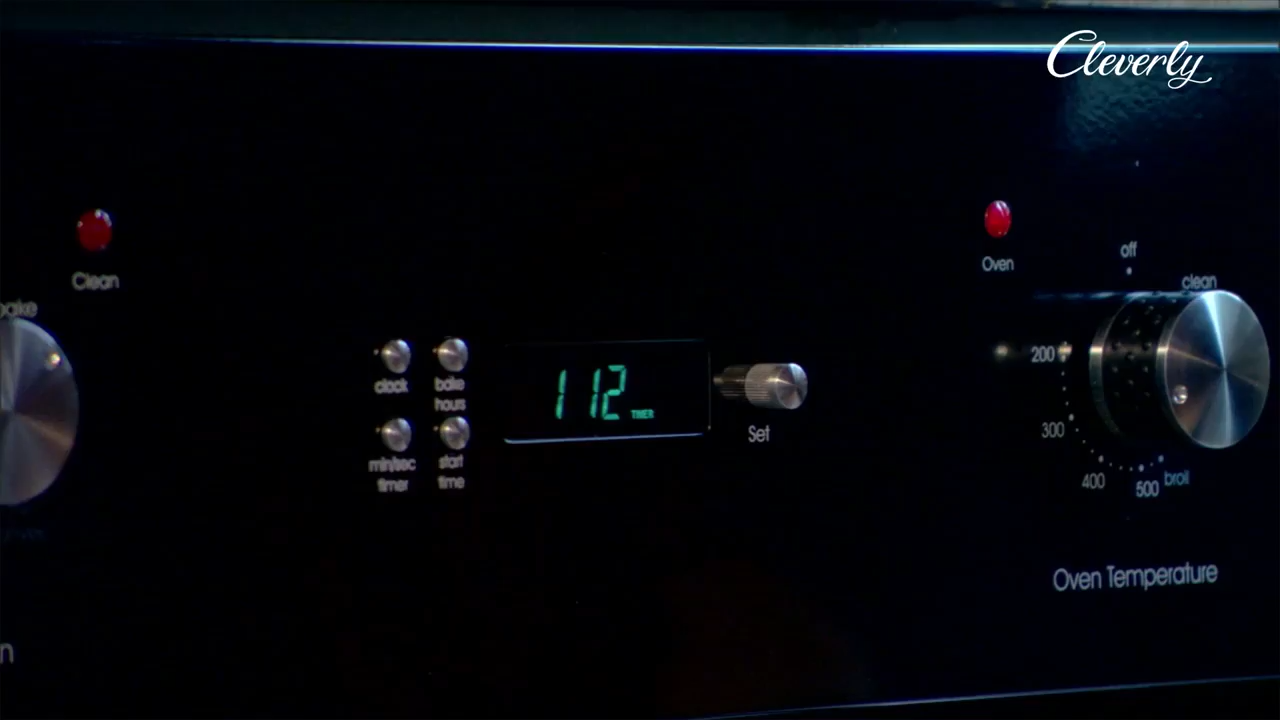 Cleverly
Clean
bake
Oven
off
clean
200
300
400
500
broil
clock
bake
hours
min/sec
timer
start
time
112
TIMER
Set
Oven Temperature
n